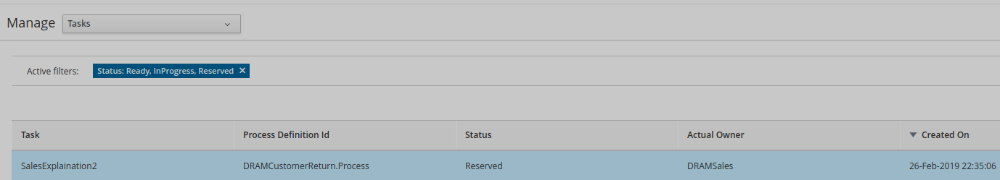 Manage Tasks
Active filters: Status: Ready, InProgress, Reserved ×
Task Process Definition Id Status Actual Owner Created On
SalesExplaination2 DRAMCustomerReturn.Process Reserved DRAMSales 26-Feb-2019 22:35:06